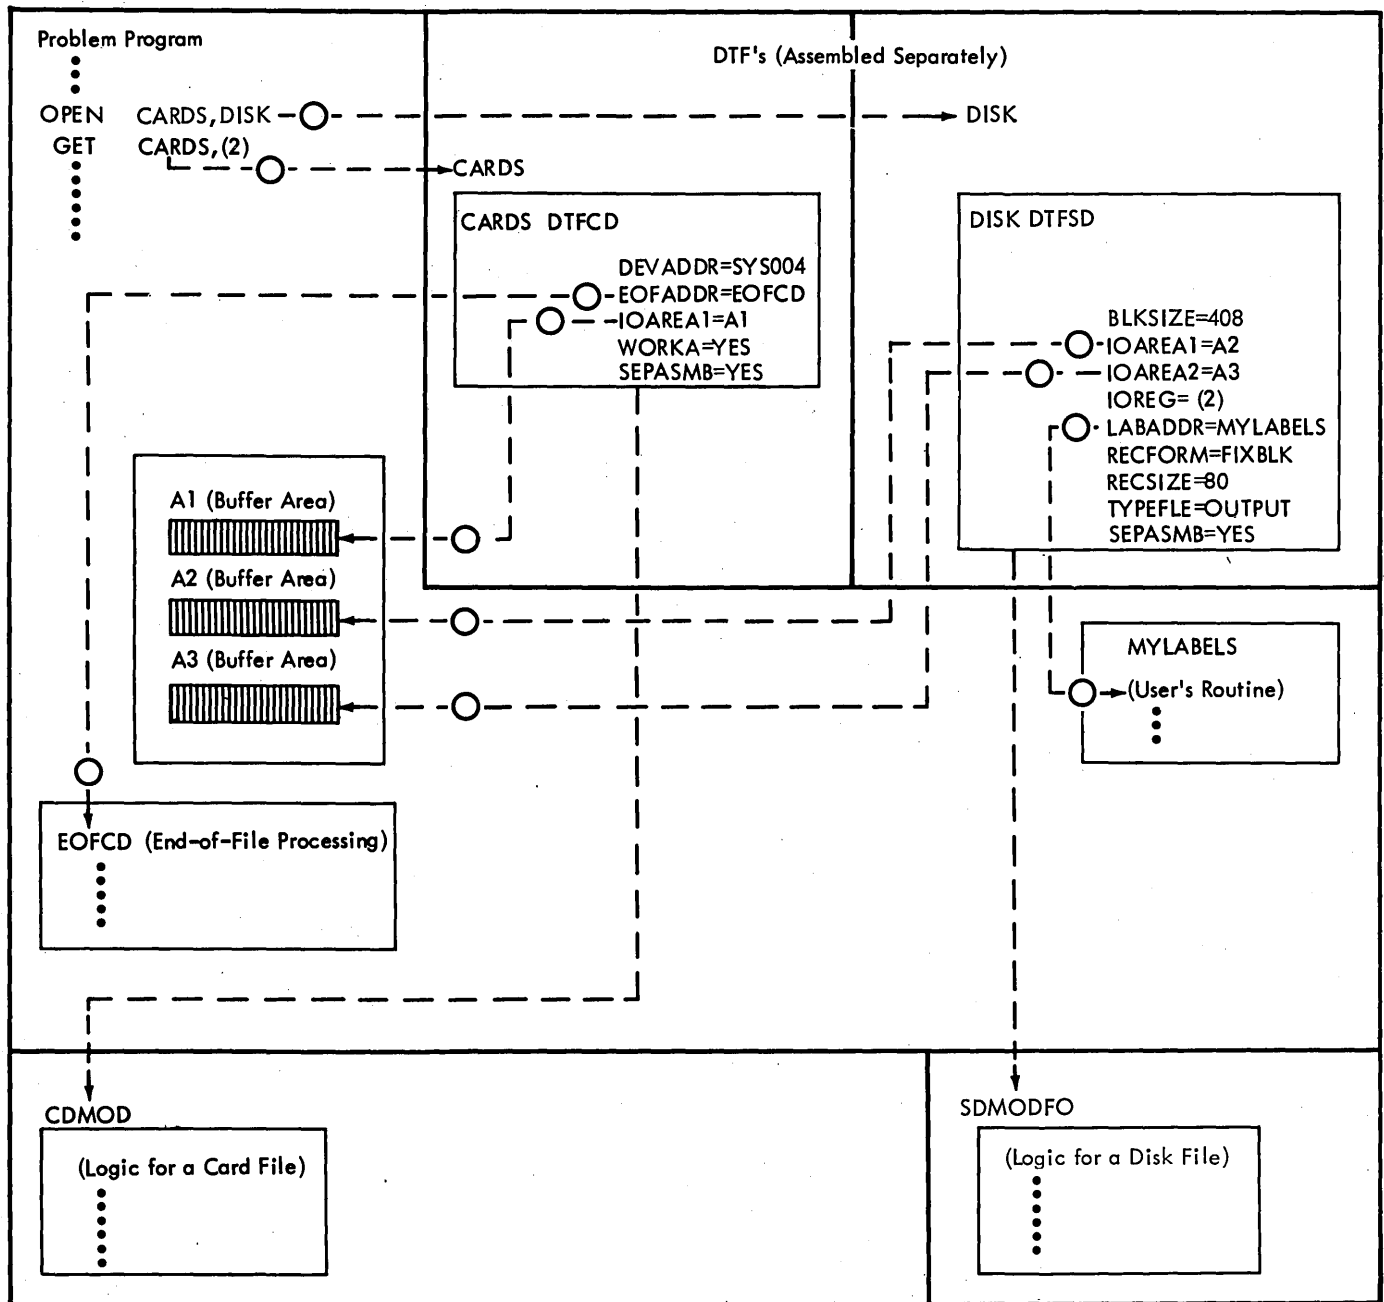 Problem Program
DTF's (Assembled Separately)
OPEN CARDS,DISK
DISK
GET CARDS,(2)
CARDS
CARDS DTFCD
DEVADDR=SYS004
EOFADDR=EOFCD
IOAREA1=A1
WORKA=YES
SEPASMB=YES
DISK DTFSD
BLKSIZE=408
IOAREA1=A2
IOAREA2=A3
IOREG= (2)
LABADDR=MYLABELS
RECFORM=FIXBLK
RECSIZE=80
TYPEFLE=OUTPUT
SEPASMB=YES
A1 (Buffer Area)
A2 (Buffer Area)
A3 (Buffer Area)
MYLABELS
(User's Routine)
EOFCD (End-of-File Processing)
CDMOD
(Logic for a Card File)
SDMODFO
(Logic for a Disk File)